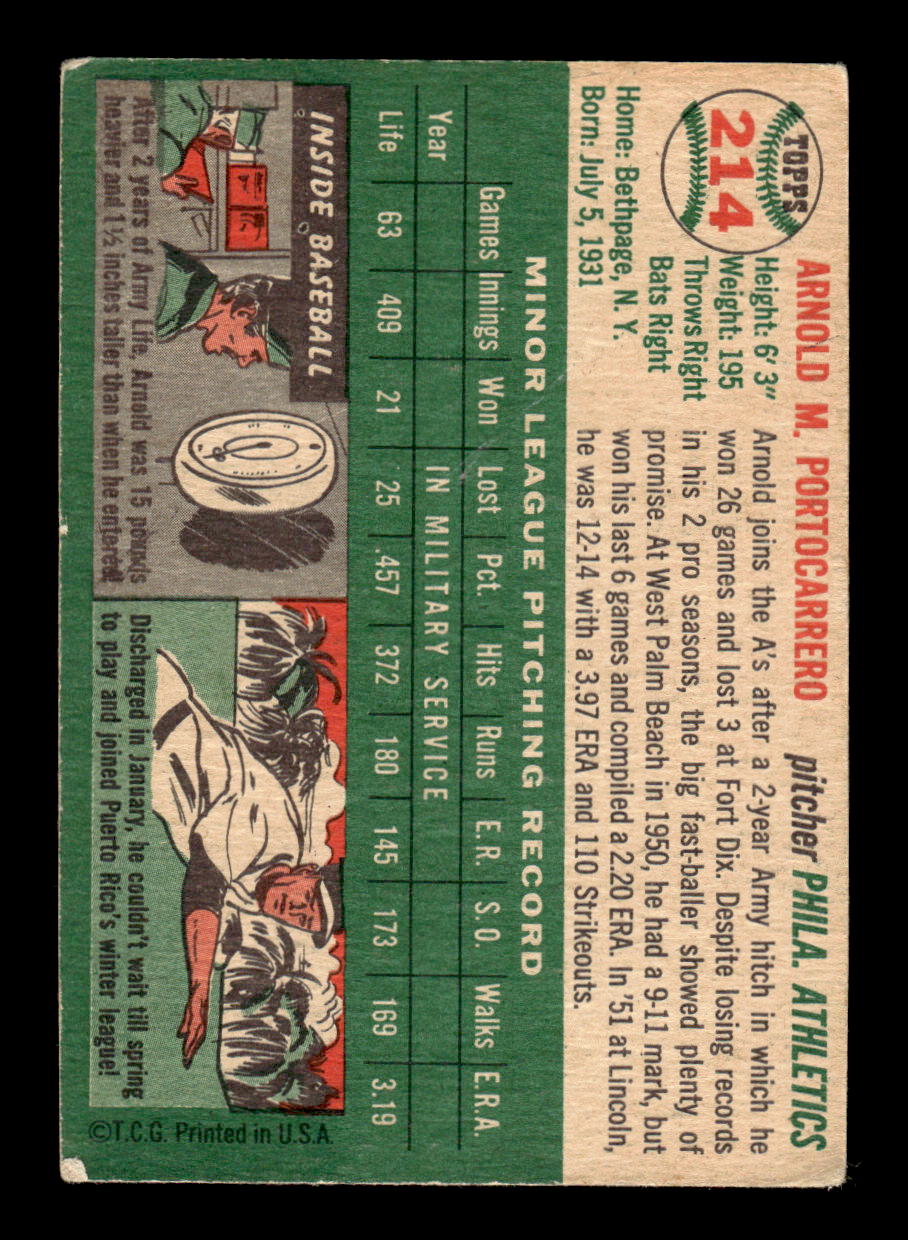 TOPPS
214
ARNOLD M. PORTOCARRERO pitcher PHILA. ATHLETICS
Height: 6' 3"
Weight: 195
Throws Right
Bats Right
Home: Bethpage, N. Y.
Born: July 5, 1931
Arnold joins the A's after a 2-year Army hitch in which he
won 26 games and lost 3 at Fort Dix. Despite losing records
in his 2 pro seasons, the big fast-baller showed plenty of
promise. At West Palm Beach in 1950, he had a 9-11 mark, but
won his last 6 games and compiled a 2.20 ERA. In '51 at Lincoln,
he was 12-14 with a 3.97 ERA and 110 Strikeouts.
MINOR LEAGUE PITCHING RECORD
Games Innings Won Lost Pct. Hits Runs E.R. S.O. Walks E.R.A.
Year IN MILITARY SERVICE
Life 63 409 21 25 .457 372 180 145 173 169 3.19
INSIDE BASEBALL
After 2 years of Army Life, Arnold was 15 pounds
heavier and 1½ inches taller than when he entered!
Discharged in January, he couldn't wait till spring
to play and joined Puerto Rico's winter league!
©T.C.G. Printed in U.S.A.